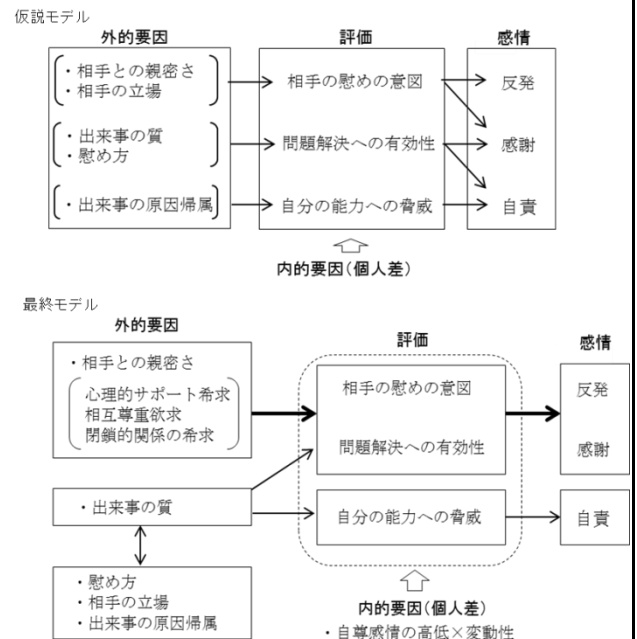 仮説モデル
外的要因
・相手との親密さ
・相手の立場
・出来事の質
・慰め方
・出来事の原因帰属
評価
相手の慰めの意図
問題解決への有効性
自分の能力への脅威
感情
反発
感謝
自責
内的要因(個人差)
最終モデル
外的要因
・相手との親密さ
心理的サポート希求
相互尊重欲求
閉鎖的関係の希求
・出来事の質
・慰め方
・相手の立場
・出来事の原因帰属
評価
相手の慰めの意図
問題解決への有効性
自分の能力への脅威
感情
反発
感謝
自責
内的要因(個人差)
・自尊感情の高低×変動性